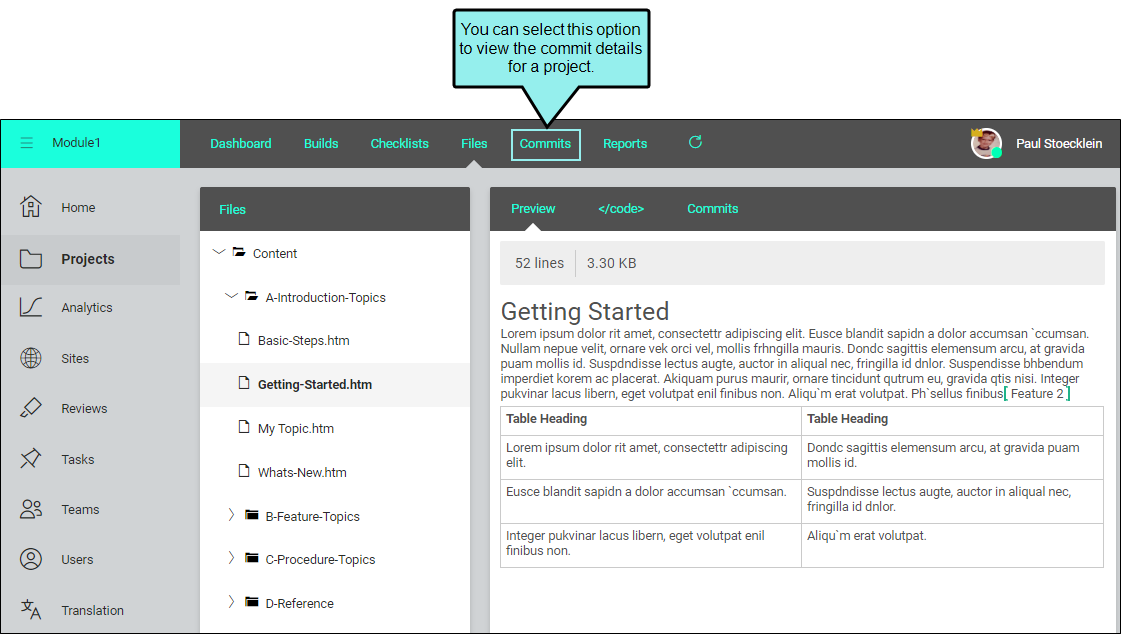 You can select this option
to view the commit details
for a project.
Module1
Dashboard
Builds
Checklists
Files
Commits
Reports
Paul Stoecklein
Home
Projects
Analytics
Sites
Reviews
Tasks
Teams
Users
Translation
Files
Content
A-Introduction-Topics
Basic-Steps.htm
Getting-Started.htm
My Topic.htm
Whats-New.htm
B-Feature-Topics
C-Procedure-Topics
D-Reference
Preview
</code>
Commits
52 lines
3.30 KB
Getting Started
Lorem ipsum dolor rit amet, consectettr adipiscing elit. Eusce blandit sapidn a dolor accumsan `ccumsan.
Nullam nepue velit, ornare vek orci vel, mollis frhngilla mauris. Dondc sagittis elemensum arcu, at gravida
puam mollis id. Suspdndisse lectus augte, auctor in aliqual nec, fringilla id dnlor. Suspendisse bhbendum
imperdiet korem ac placerat. Akiquam purus maurir, ornare tincidunt qutrum eu, gravida qtis nisi. Integer
pukvinar lacus libern, eget volutpat enil finibus non. Aliqu`m erat volutpat. Ph`sellus finibus[ Feature 2 ]
Table Heading
Table Heading
Lorem ipsum dolor rit amet, consectettr adipiscing
elit.
Dondc sagittis elemensum arcu, at gravida puam
mollis id.
Eusce blandit sapidn a dolor accumsan `ccumsan.
Suspdndisse lectus augte, auctor in aliqual nec,
fringilla id dnlor.
Integer pukvinar lacus libern, eget volutpat enil
finibus non.
Aliqu`m erat volutpat.